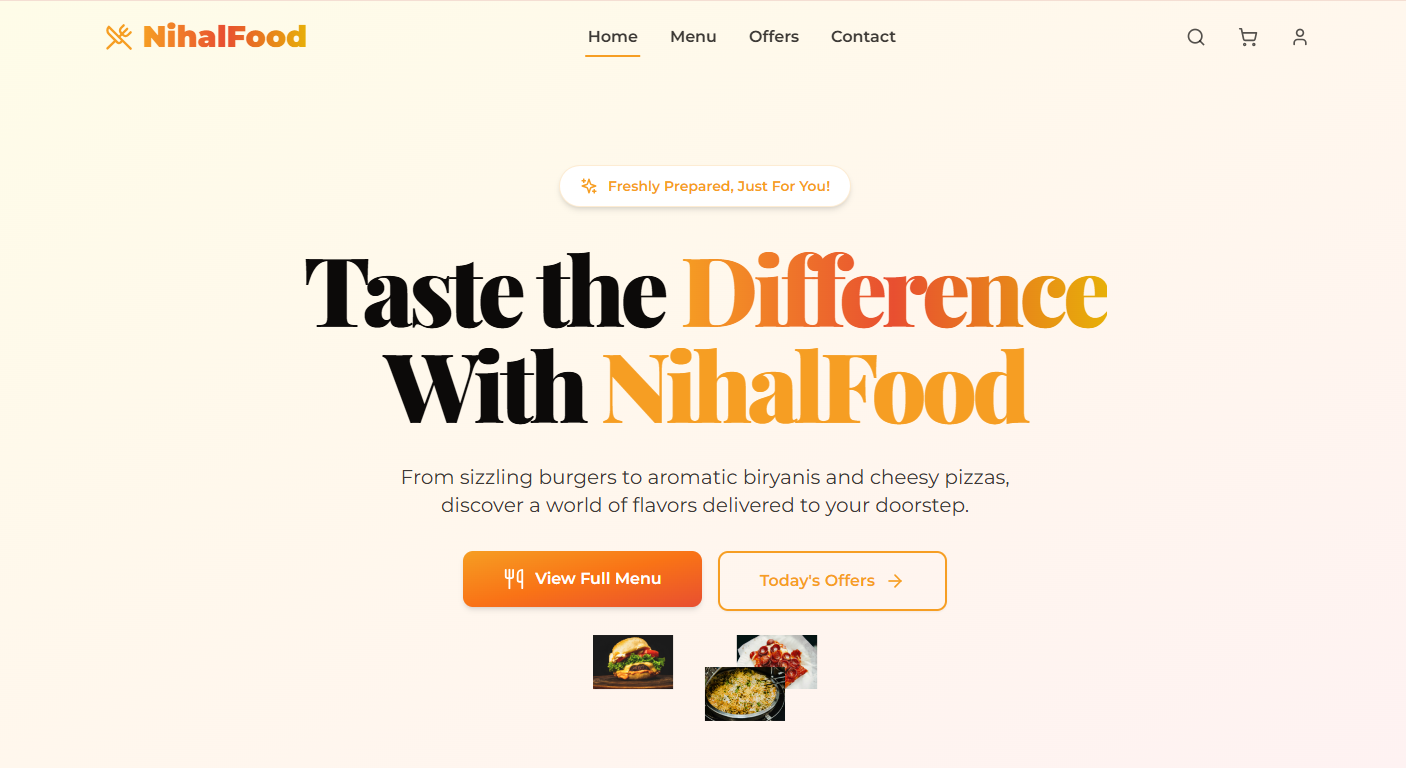 NihalFood
Home Menu Offers Contact
Freshly Prepared, Just For You!
Taste the Difference
With NihalFood
From sizzling burgers to aromatic biryanis and cheesy pizzas,
discover a world of flavors delivered to your doorstep.
View Full Menu
Today's Offers